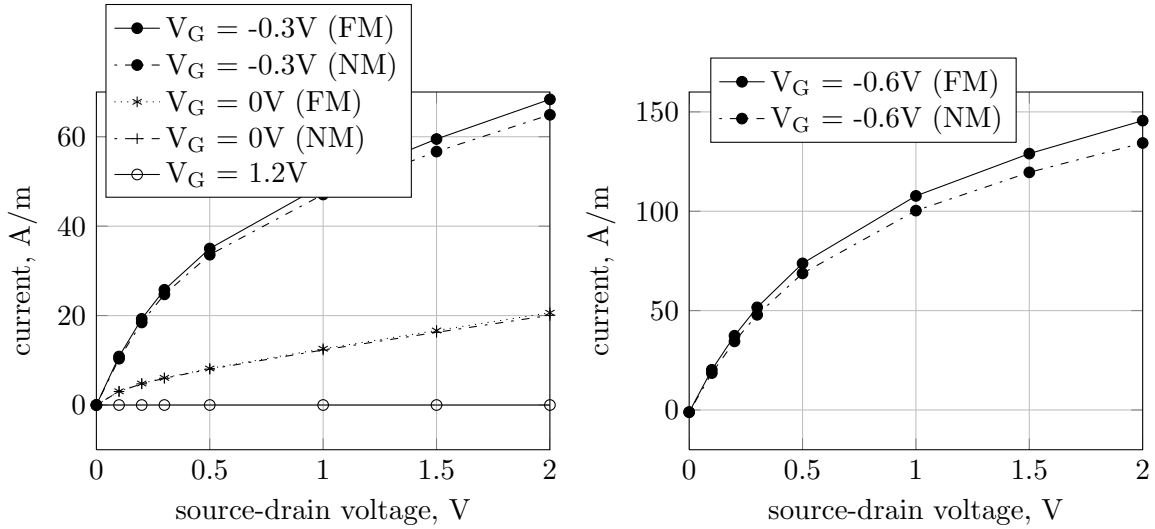 V_G = -0.3V (FM)
V_G = -0.3V (NM)
V_G = 0V (FM)
V_G = 0V (NM)
V_G = 1.2V
60
40
20
0
0
0.5
1
1.5
2
source-drain voltage, V
current, A/m
V_G = -0.6V (FM)
V_G = -0.6V (NM)
150
100
50
0
0
0.5
1
1.5
2
source-drain voltage, V
current, A/m